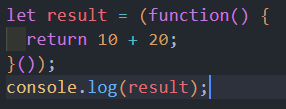 let result = (function() {
  return 10 + 20;
}());
console.log(result);